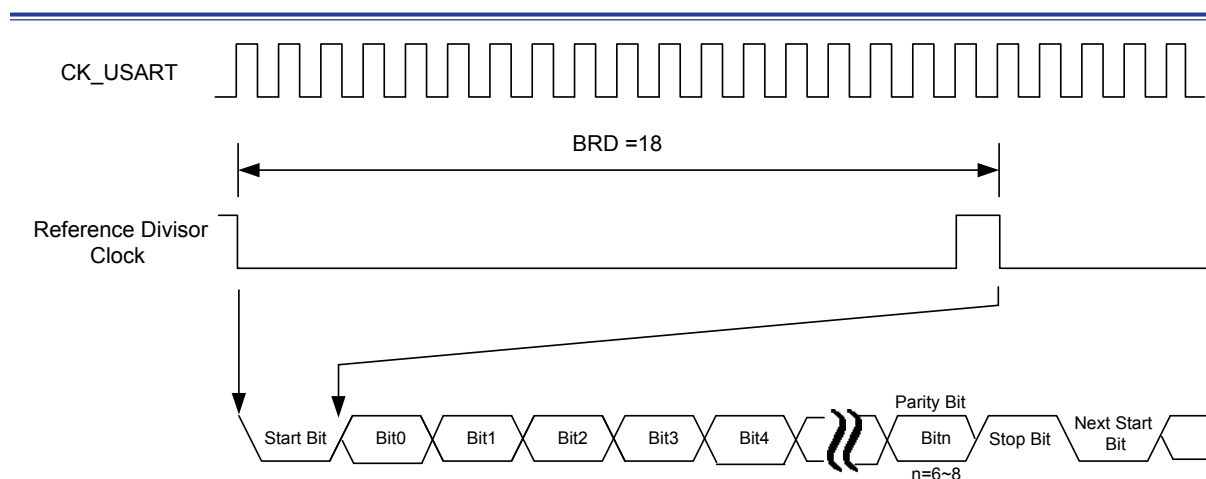 CK_USART
BRD =18
Reference Divisor
Clock
Parity Bit
Start Bit Bit0 Bit1 Bit2 Bit3 Bit4 Bitn Stop Bit Next Start
Bit
n=6~8